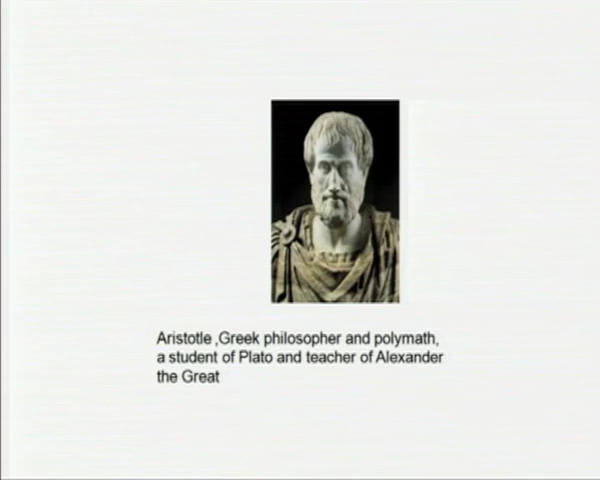 Aristotle ,Greek philosopher and polymath,
a student of Plato and teacher of Alexander
the Great